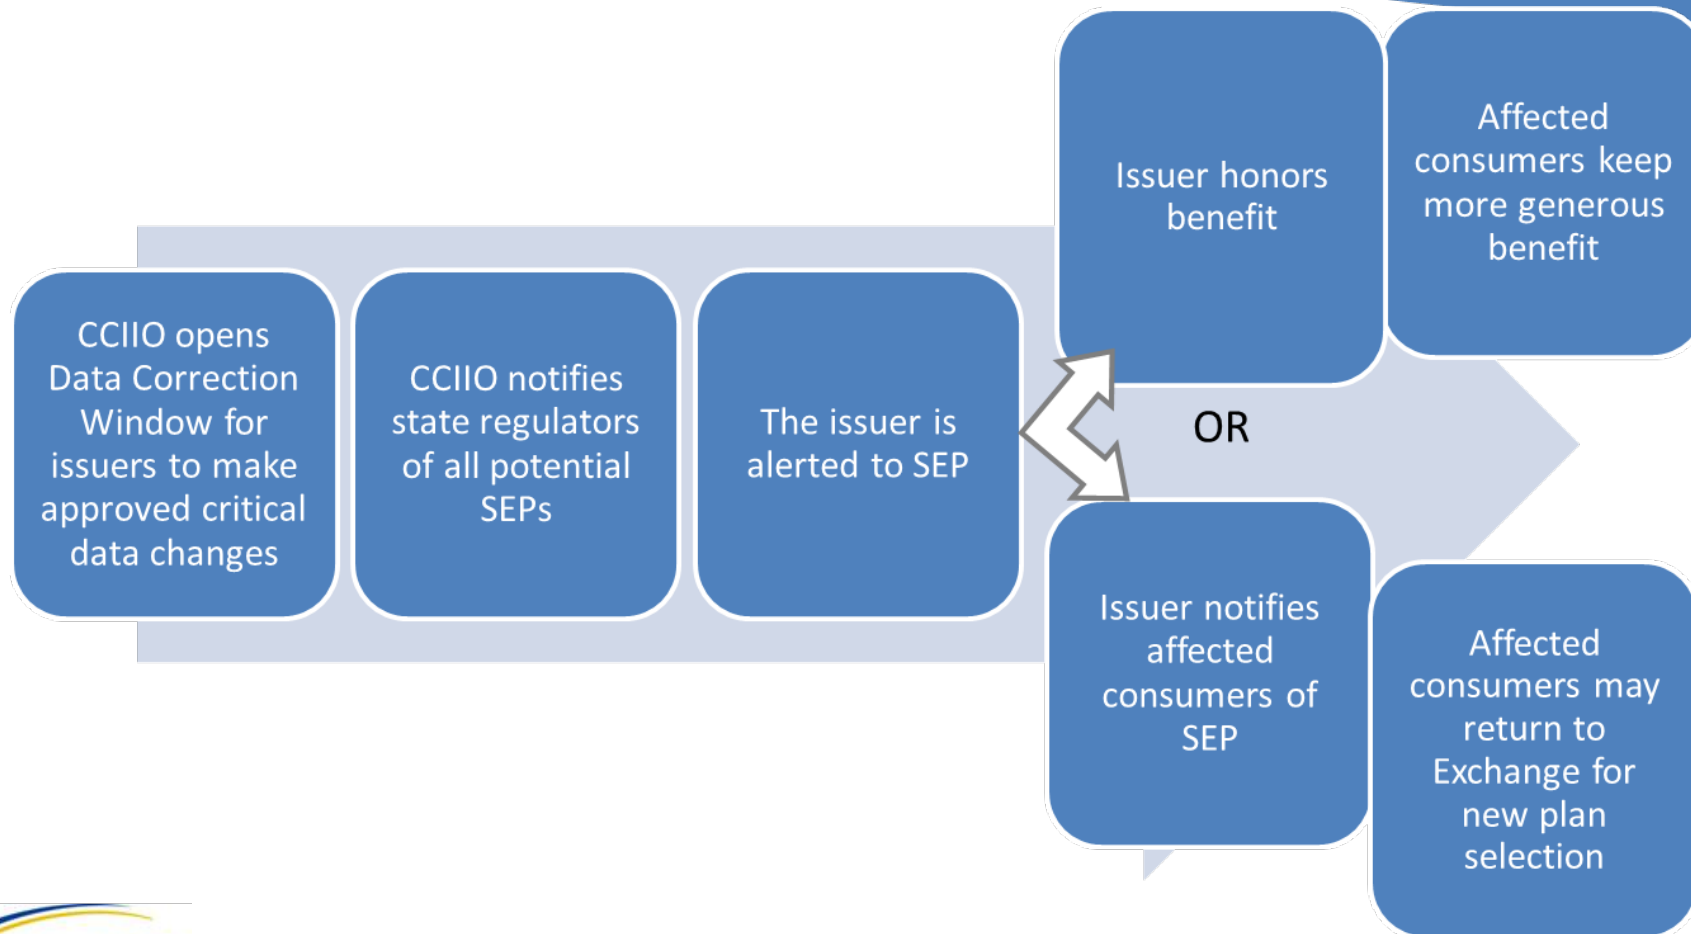 CCIIO opens
Data Correction
Window for
issuers to make
approved critical
data changes
CCIIO notifies
state regulators
of all potential
SEPs
The issuer is
alerted to SEP
Issuer honors
benefit
Affected
consumers keep
more generous
benefit
OR
Issuer notifies
affected
consumers of
SEP
Affected
consumers may
return to
Exchange for
new plan
selection